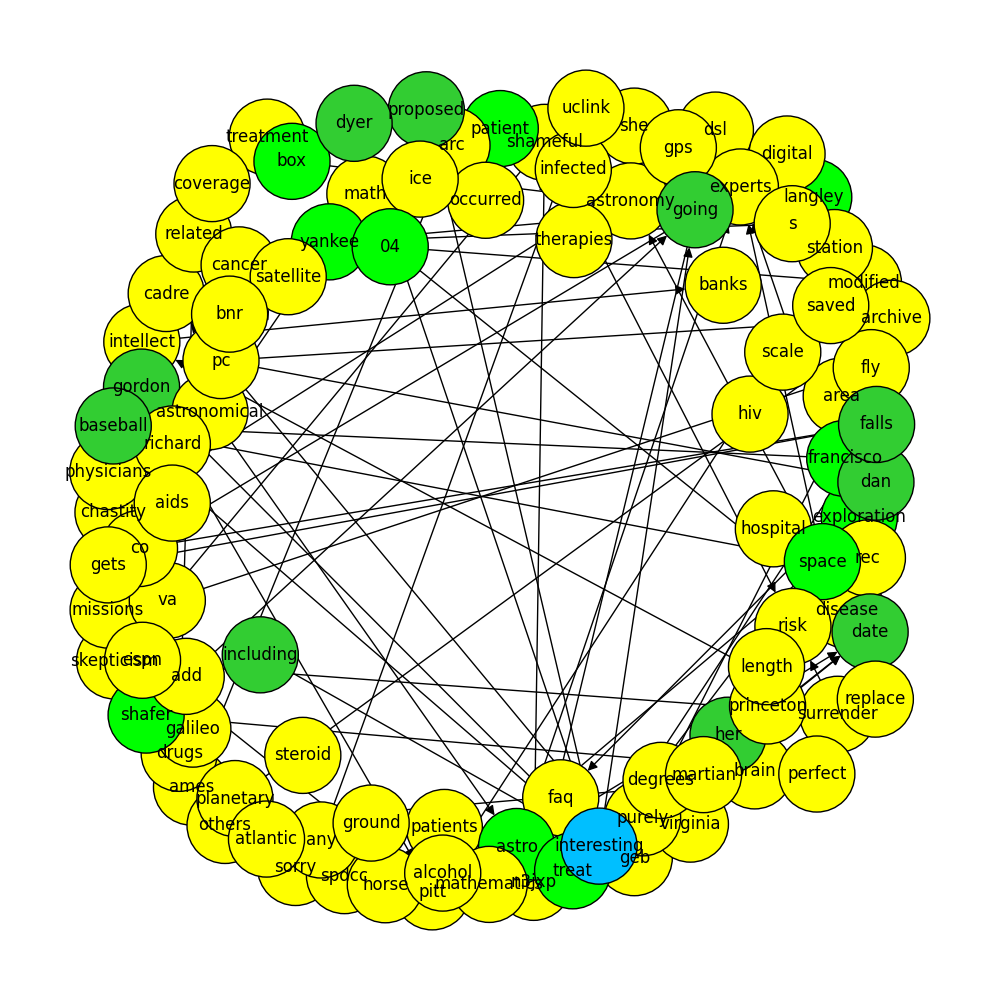 uclink
proposed
dyer
patient
she
dsl
treatment
shameful
arc
gps
digital
box
infected
ice
coverage
experts
math
langley
occurred
astronomy
going
s
related
yankee
04
therapies
station
cancer
satellite
modified
banks
cadre
saved
bnr
archive
intellect
scale
pc
fly
gordon
area
astronomical
hiv
baseball
falls
richard
francisco
physicians
dan
aids
chastity
exploration
hospital
co
rec
gets
space
va
missions
disease
risk
date
including
skepticism
espn
length
add
replace
princeton
surrender
shafer
galileo
her
drugs
steroid
brain
perfect
martian
degrees
ames
planetary
faq
others
purely
virginia
ground
patients
atlantic
any
astro
interesting
geb
sorry
treat
spdcc
alcohol
horse
mathematics
pitt